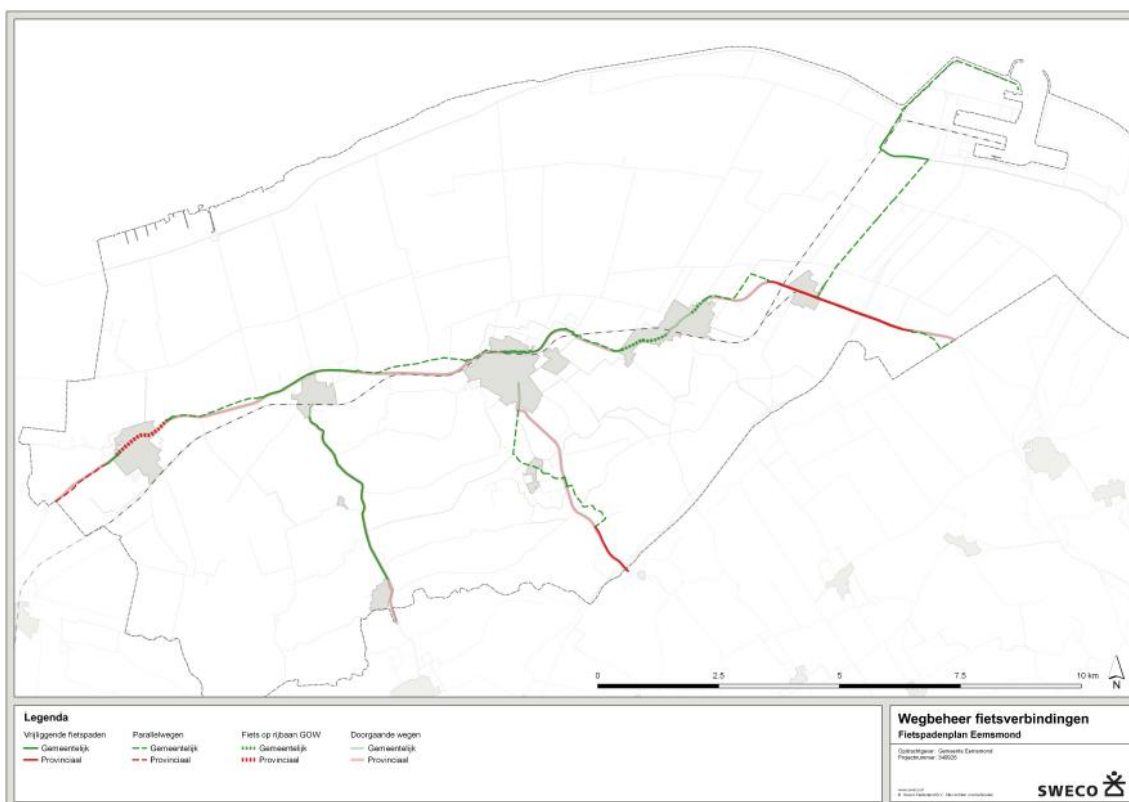 0 2.5 5 7.5 10 km
N
Legenda
Vrijliggende fietspaden Parallelwegen Fiets op rijbaan GOW Doorgaande wegen
Gemeentelijk Gemeentelijk Gemeentelijk Gemeentelijk
Provinciaal Provinciaal Provinciaal Provinciaal
Wegbeheer fietsverbindingen
Fietspadenplan Eemsmond
Opdrachtgever: Gemeente Eemsmond
Projectnummer:
SWECO